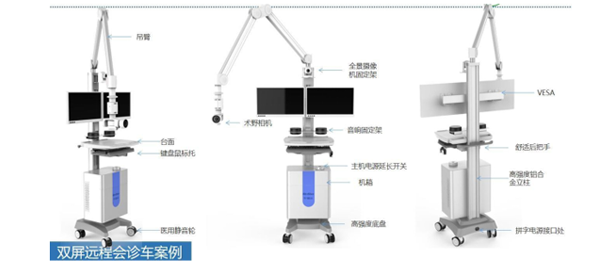 吊臂
全景摄像
机固定架
VESA
术野相机
音响固定架
台面
舒适后把手
键盘鼠标托
主机电源延长开关
机箱
高强度铝合
金立柱
高强度底盘
医用静音轮
拼字电源接口处
双屏远程会诊车案例